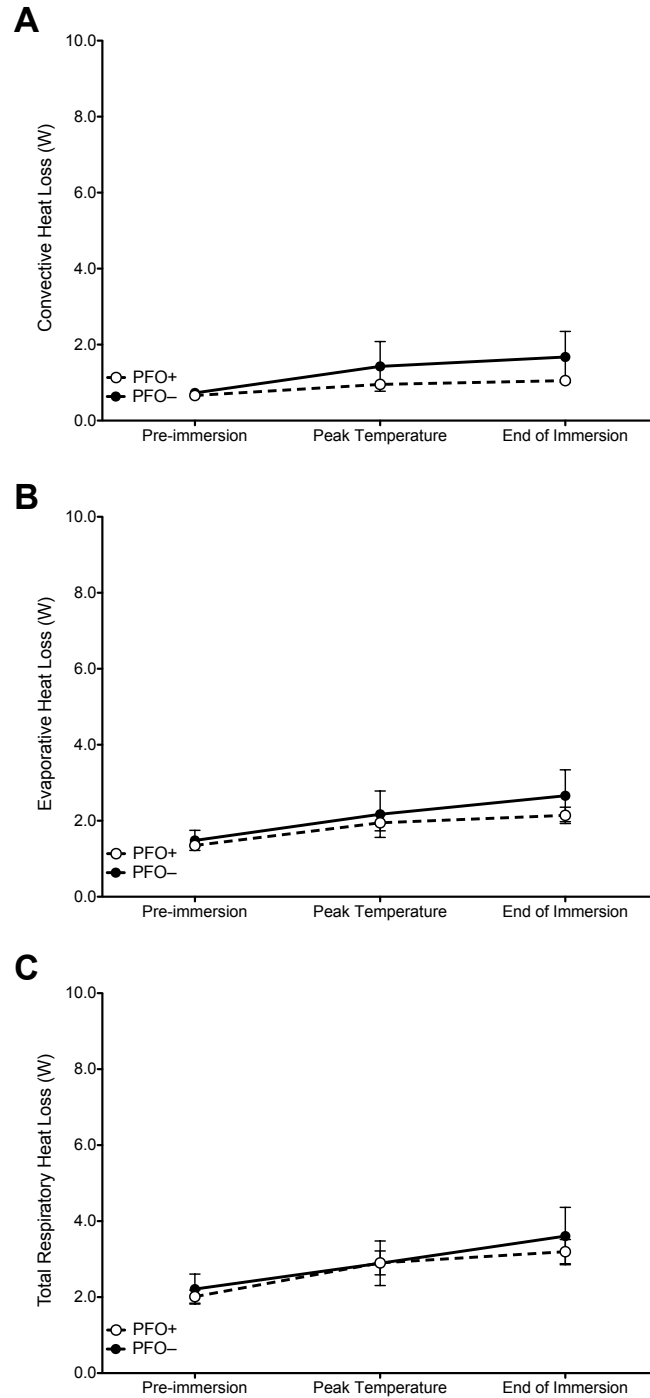 A
Convective Heat Loss (W)
10.0
8.0
6.0
4.0
2.0
0.0
PFO+
PFO–
Pre-immersion
Peak Temperature
End of Immersion
B
Evaporative Heat Loss (W)
10.0
8.0
6.0
4.0
2.0
0.0
PFO+
PFO–
Pre-immersion
Peak Temperature
End of Immersion
C
Total Respiratory Heat Loss (W)
10.0
8.0
6.0
4.0
2.0
0.0
PFO+
PFO–
Pre-immersion
Peak Temperature
End of Immersion